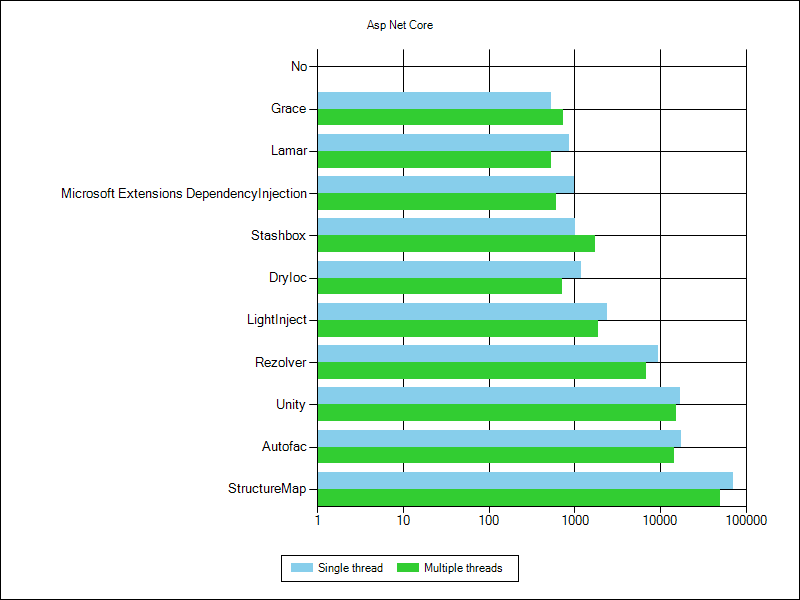 Asp Net Core
No
Grace
Lamar
Microsoft Extensions DependencyInjection
Stashbox
DryIoc
LightInject
Rezolver
Unity
Autofac
StructureMap
1 10 100 1000 10000 100000
Single thread Multiple threads